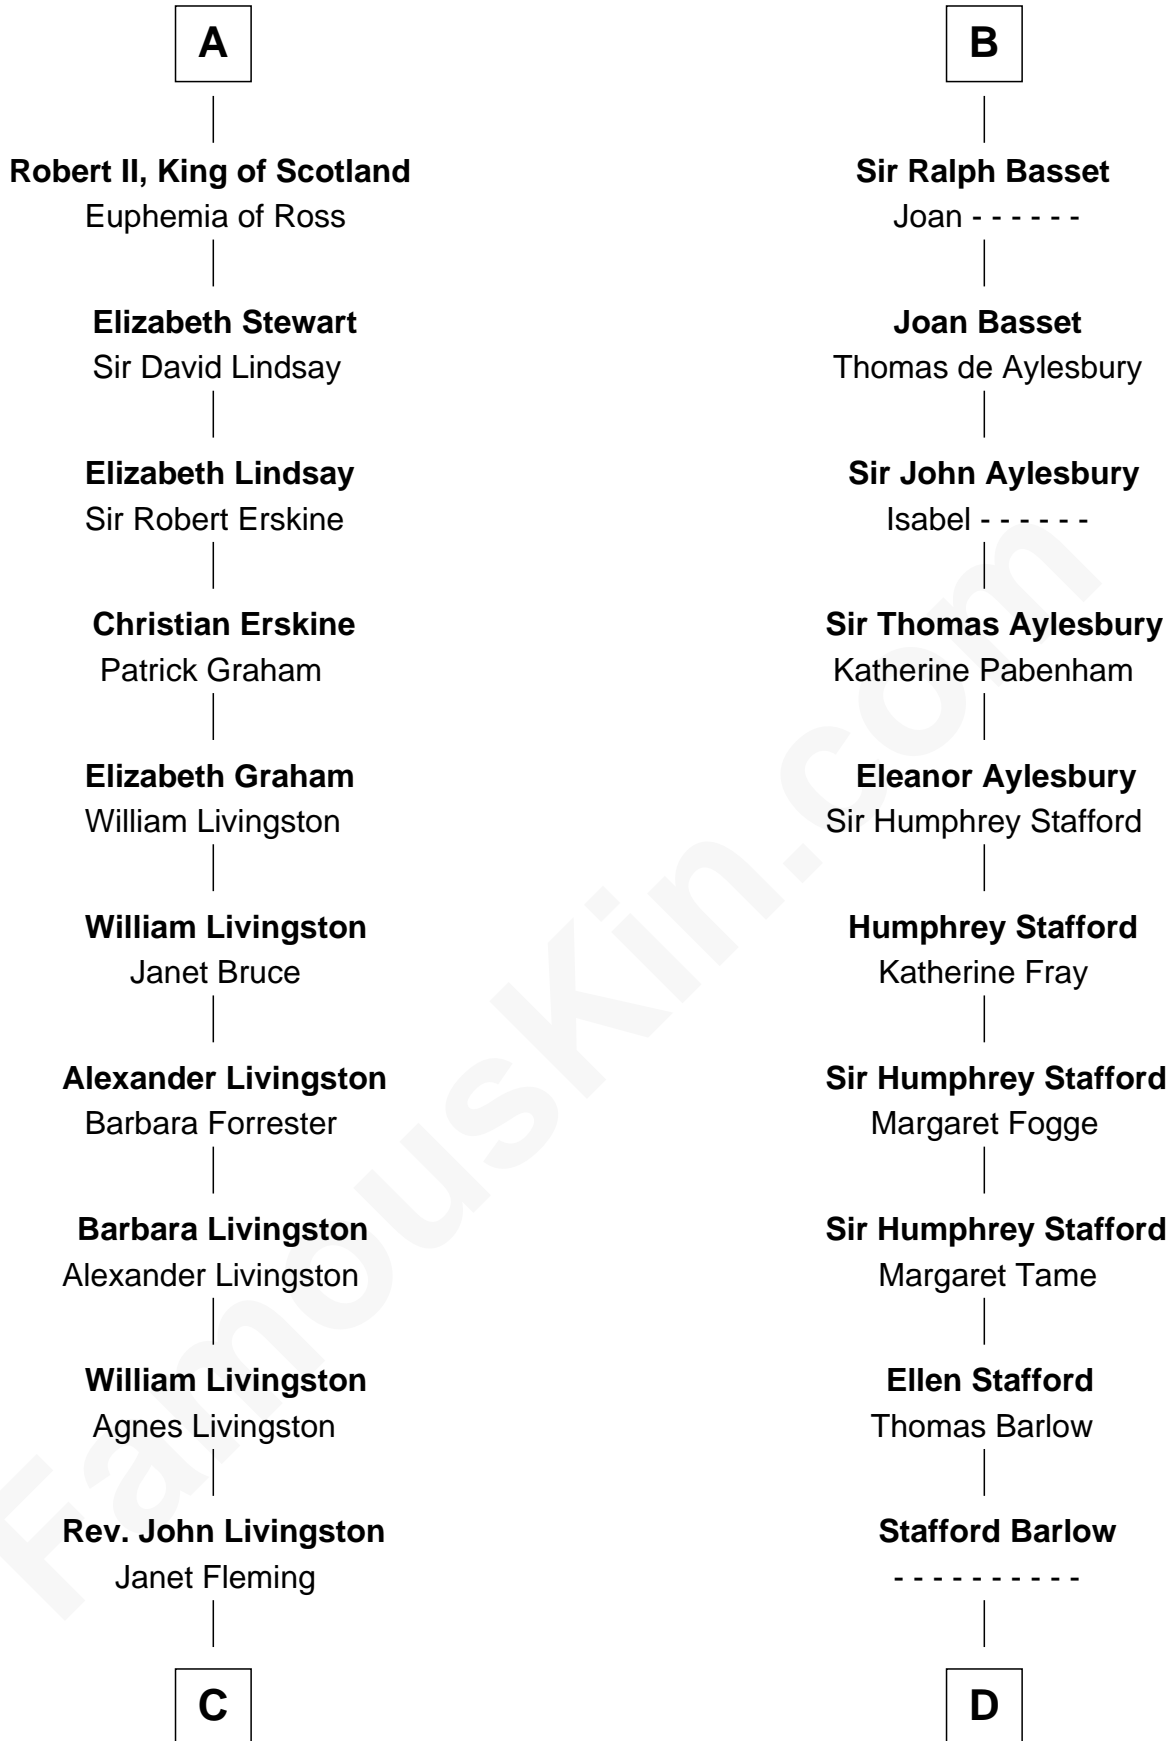 A
Robert II, King of Scotland
Euphemia of Ross
Elizabeth Stewart
Sir David Lindsay
Elizabeth Lindsay
Sir Robert Erskine
Christian Erskine
Patrick Graham
Elizabeth Graham
William Livingston
William Livingston
Janet Bruce
Alexander Livingston
Barbara Forrester
Barbara Livingston
Alexander Livingston
William Livingston
Agnes Livingston
Rev. John Livingston
Janet Fleming
C
B
Sir Ralph Basset
Joan - - - - - -
Joan Basset
Thomas de Aylesbury
Sir John Aylesbury
Isabel - - - - - -
Sir Thomas Aylesbury
Katherine Pabenham
Eleanor Aylesbury
Sir Humphrey Stafford
Humphrey Stafford
Katherine Fray
Sir Humphrey Stafford
Margaret Fogge
Sir Humphrey Stafford
Margaret Tame
Ellen Stafford
Thomas Barlow
Stafford Barlow
- - - - - - - - - -
D
FamousKin.com